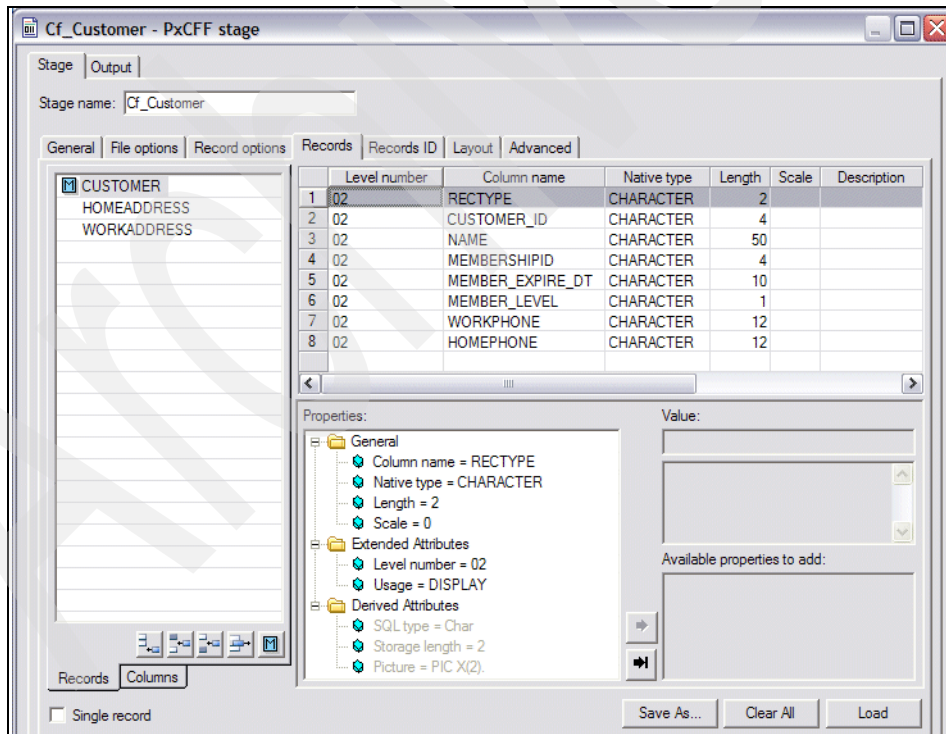 Cf_Customer - PxCFF stage
Stage Output
Stage name: Cf_Customer
General File options Record options Records Records ID Layout Advanced
M CUSTOMER
HOMEADDRESS
WORKADDRESS
Level number Column name Native type Length Scale Description
1 02 RECTYPE CHARACTER 2
2 02 CUSTOMER_ID CHARACTER 4
3 02 NAME CHARACTER 50
4 02 MEMBERSHIPID CHARACTER 4
5 02 MEMBER_EXPIRE_DT CHARACTER 10
6 02 MEMBER_LEVEL CHARACTER 1
7 02 WORKPHONE CHARACTER 12
8 02 HOMEPHONE CHARACTER 12
Properties:
General
Column name = RECTYPE
Native type = CHARACTER
Length = 2
Scale = 0
Extended Attributes
Level number = 02
Usage = DISPLAY
Derived Attributes
SQL type = Char
Storage length = 2
Picture = PIC X(2).
Value:
Available properties to add:
M
Records Columns
Single record
Save As... Clear All Load